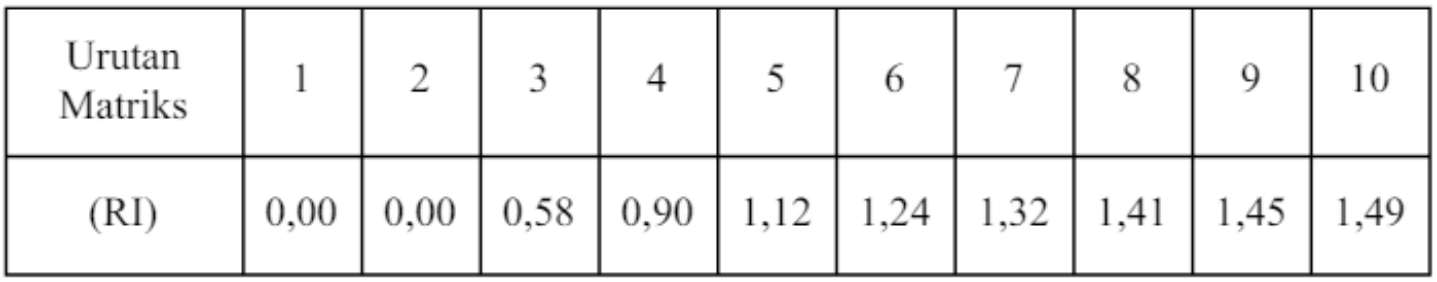 Urutan
Matriks 1 2 3 4 5 6 7 8 9 10
(RI) 0,00 0,00 0,58 0,90 1,12 1,24 1,32 1,41 1,45 1,49